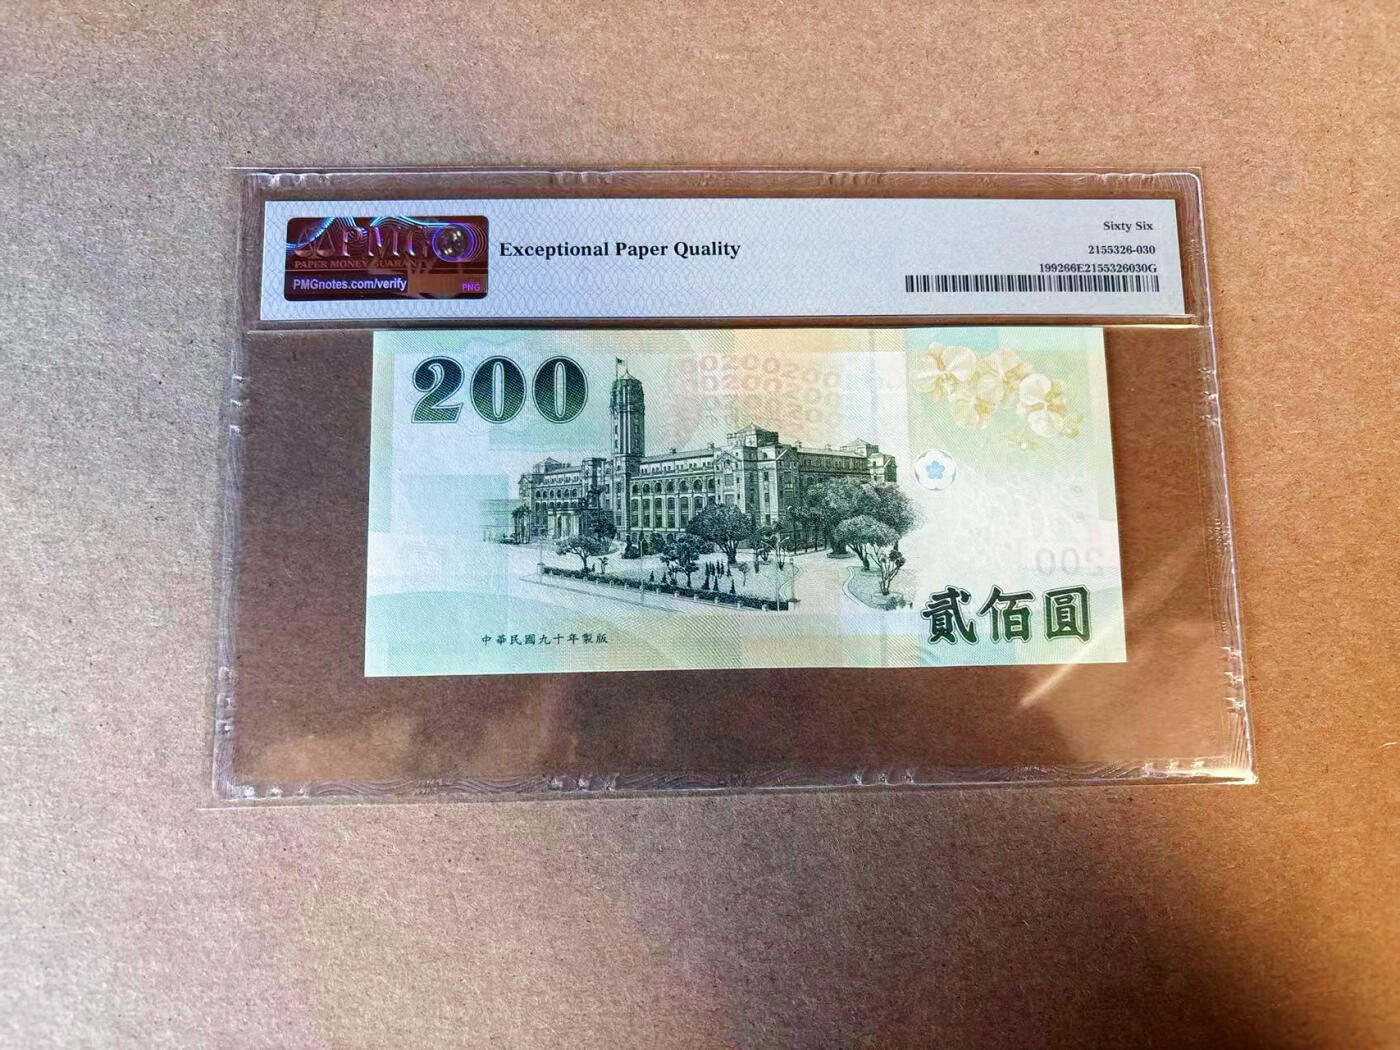 PMG
PAPER MONEY GUARANTY
PMGnotes.com/verify
PNG
Exceptional Paper Quality
Sixty Six
2155326-030
199266E2155326030G
200
貳佰圓
中華民國九十年製版
200